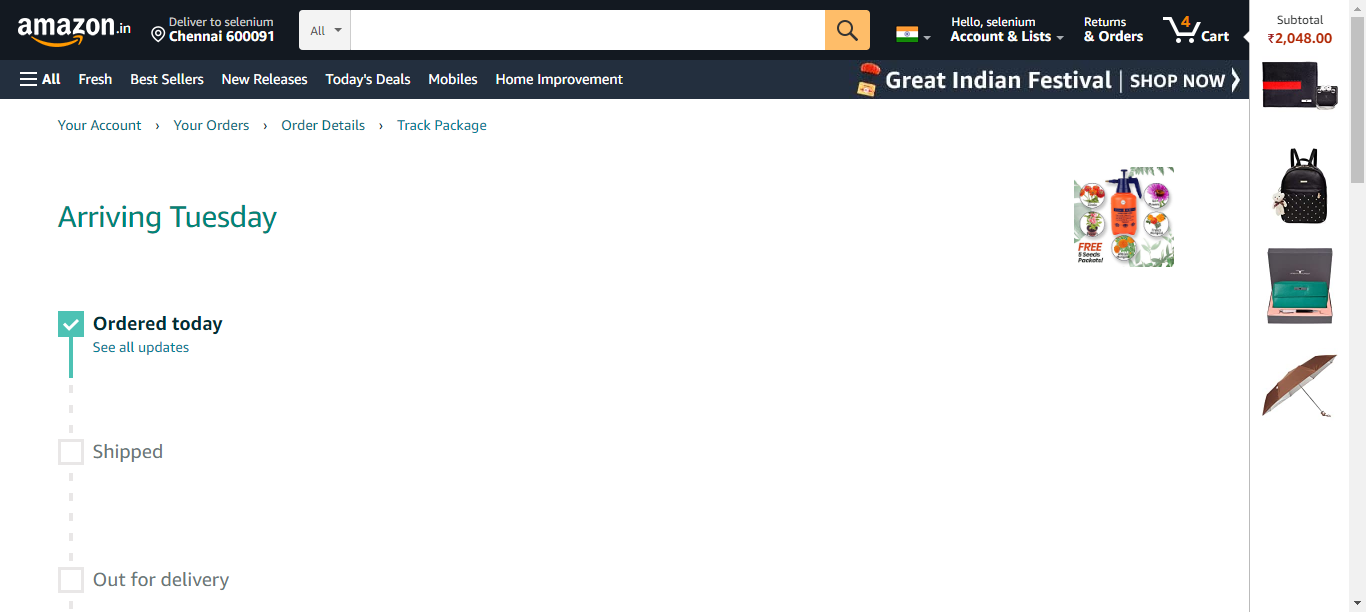 amazon.in
Deliver to selenium
Chennai 600091
All
Hello, selenium
Account & Lists
Returns
& Orders
4
Cart
Subtotal
₹2,048.00
All
Fresh
Best Sellers
New Releases
Today's Deals
Mobiles
Home Improvement
Great Indian Festival | SHOP NOW
Your Account › Your Orders › Order Details › Track Package
Arriving Tuesday
FREE
5 Seeds
Packets!
Ordered today
See all updates
Shipped
Out for delivery